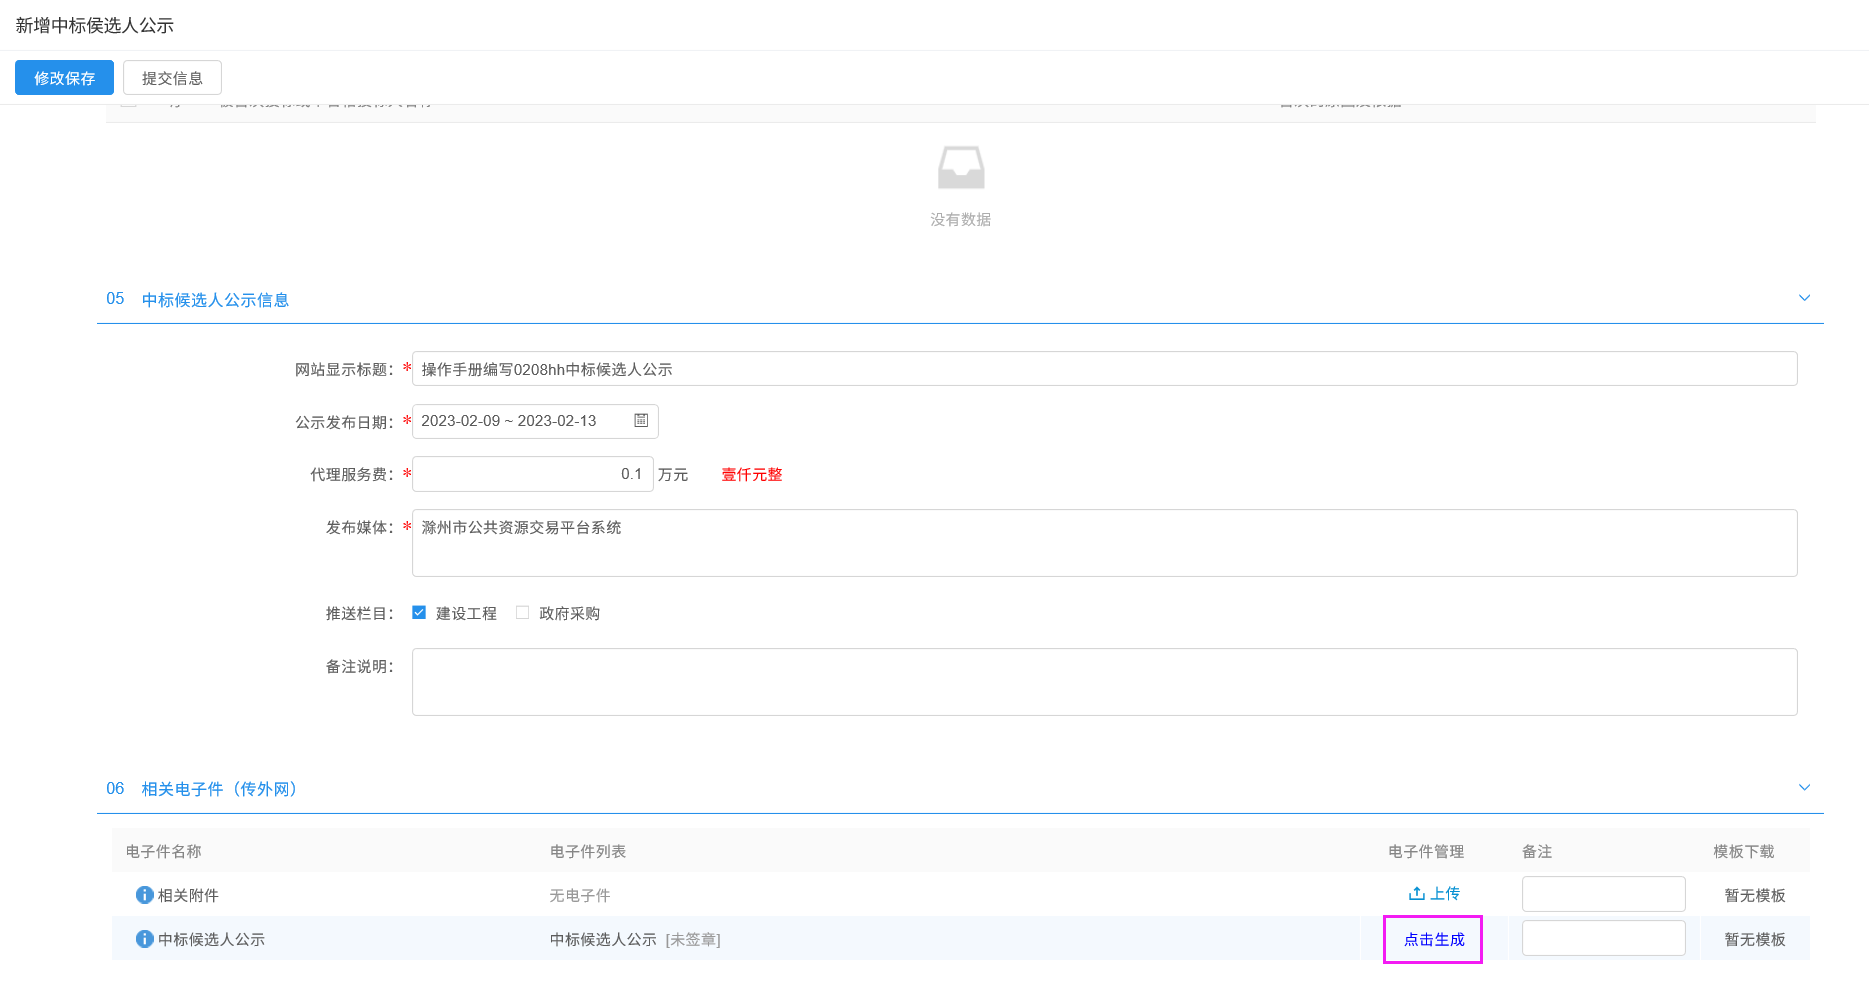 新增中标侯选人公示
修改保存 提交信息
没有数据
05 中标候选人公示信息
网站显示标题：*操作手册编写0208hh中标候选人公示
公示发布日期：*2023-02-09 ~ 2023-02-13
代理服务费：*0.1 万元 壹仟元整
发布媒体：*滁州市公共资源交易平台系统
推送栏目：建设工程 政府采购
备注说明：
06 相关电子件（传外网）
电子件名称 电子件列表 电子件管理 备注 模板下载
相关附件 无电子件 上传 暂无模板
中标候选人公示 中标候选人公示 [未签章] 点击生成 暂无模板